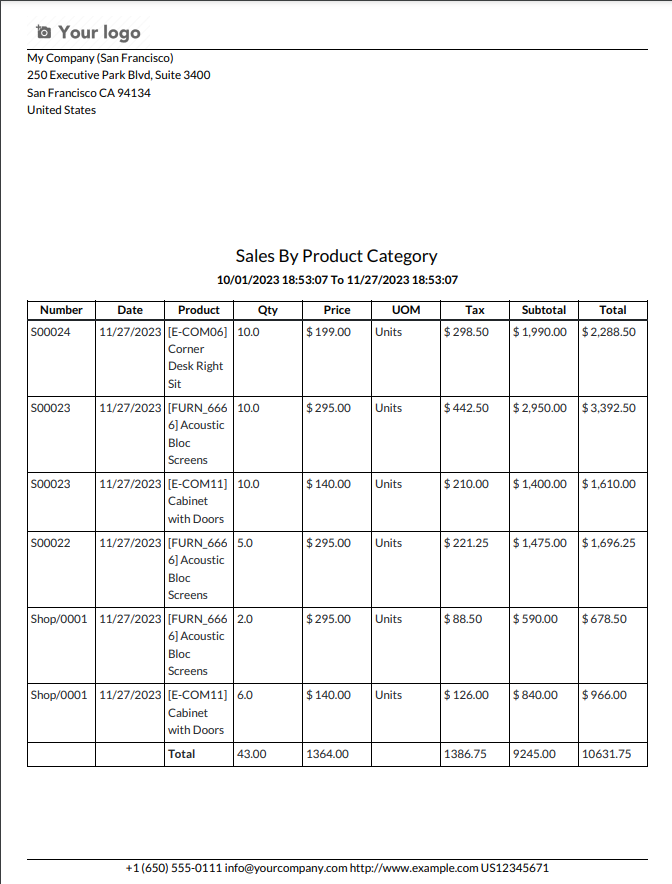 Your logo
My Company (San Francisco)
250 Executive Park Blvd, Suite 3400
San Francisco CA 94134
United States
Sales By Product Category
10/01/2023 18:53:07 To 11/27/2023 18:53:07
Number Date Product Qty Price UOM Tax Subtotal Total
S00024 11/27/2023 [E-COM06] 10.0 $ 199.00 Units $ 298.50 $ 1,990.00 $ 2,288.50
Corner
Desk Right
Sit
S00023 11/27/2023 [FURN_666 10.0 $ 295.00 Units $ 442.50 $ 2,950.00 $ 3,392.50
6] Acoustic
Bloc
Screens
S00023 11/27/2023 [E-COM11] 10.0 $ 140.00 Units $ 210.00 $ 1,400.00 $ 1,610.00
Cabinet
with Doors
S00022 11/27/2023 [FURN_666 5.0 $ 295.00 Units $ 221.25 $ 1,475.00 $ 1,696.25
6] Acoustic
Bloc
Screens
Shop/0001 11/27/2023 [FURN_666 2.0 $ 295.00 Units $ 88.50 $ 590.00 $ 678.50
6] Acoustic
Bloc
Screens
Shop/0001 11/27/2023 [E-COM11] 6.0 $ 140.00 Units $ 126.00 $ 840.00 $ 966.00
Cabinet
with Doors
Total 43.00 1364.00 1386.75 9245.00 10631.75
+1 (650) 555-0111 info@yourcompany.com http://www.example.com US12345671